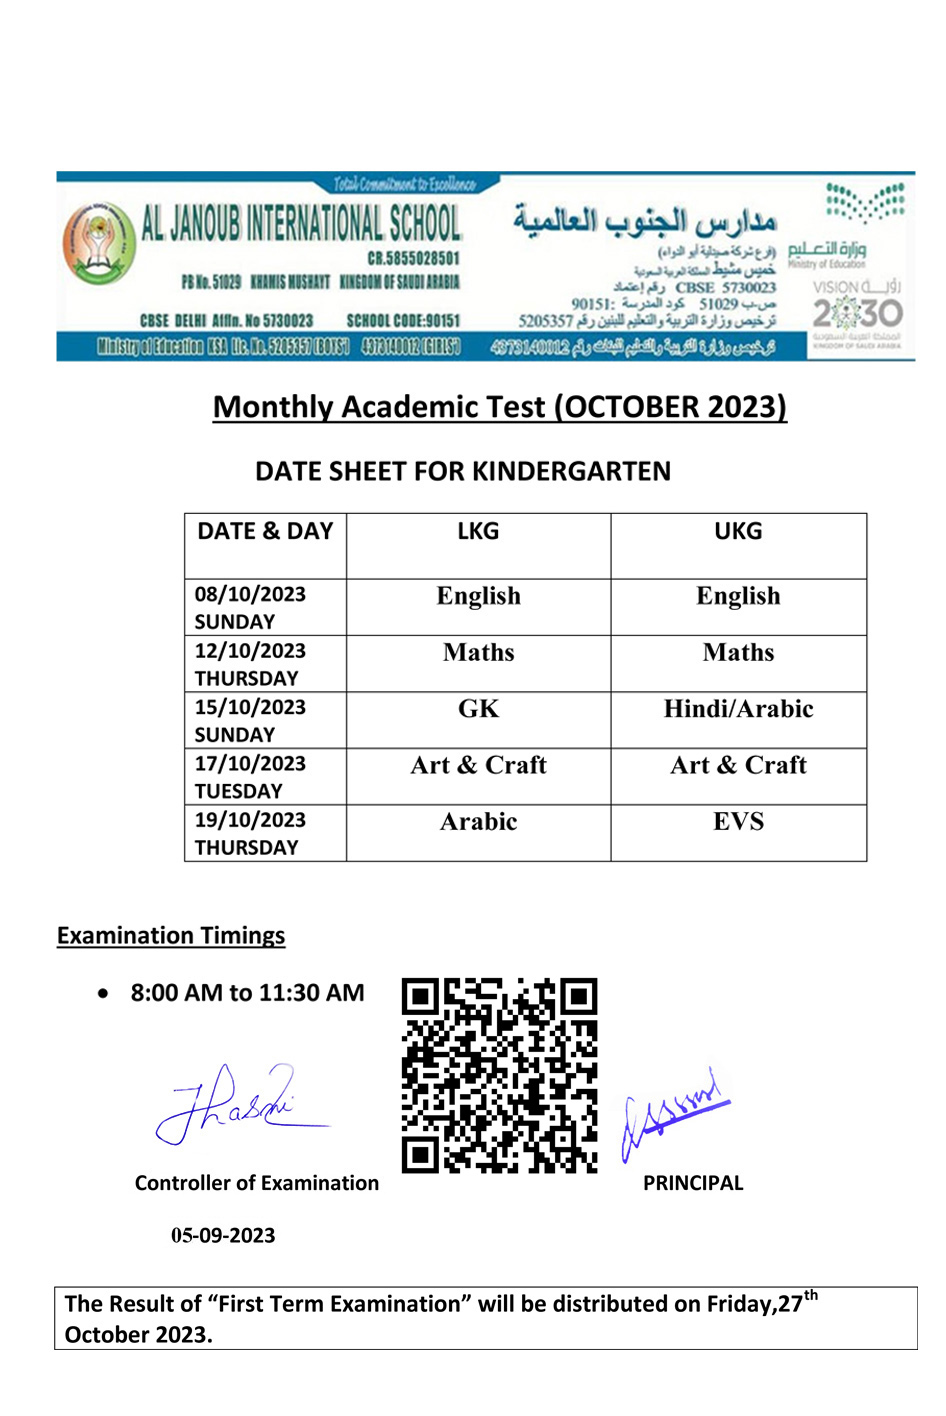 Total Commitment to Excellence
AL JANOUB INTERNATIONAL SCHOOL
CR.5855028501
PB No. 51029 KHAMIS MUSHAYT KINGDOM OF SAUDI ARABIA
CBSE DELHI Affln. No 5730023 SCHOOL CODE:90151
Ministry of Education KSA Lic. No. 5205357 (BOYS') 4373140012 (GIRLS')
مدارس الجنوب العالمية
(فرع شركة صيدلية أبو الدواء)
خميس مشيط المملكة العربية السعودية
CBSE 5730023 رقم إعتماد
ص.ب 51029 كود المدرسة :90151
ترخيص وزارة التربية والتعليم للبنين رقم 5205357
ترخيص وزارة التربية والتعليم للبنات رقم 4373140012
وزارة التعليم
Ministry of Education
VISION رؤية
2030
المملكة العربية السعودية
KINGDOM OF SAUDI ARABIA
Monthly Academic Test (OCTOBER 2023)
DATE SHEET FOR KINDERGARTEN
DATE & DAY LKG UKG
08/10/2023 English English
SUNDAY
12/10/2023 Maths Maths
THURSDAY
15/10/2023 GK Hindi/Arabic
SUNDAY
17/10/2023 Art & Craft Art & Craft
TUESDAY
19/10/2023 Arabic EVS
THURSDAY
Examination Timings
• 8:00 AM to 11:30 AM
Controller of Examination PRINCIPAL
05-09-2023
The Result of “First Term Examination” will be distributed on Friday,27th
October 2023.